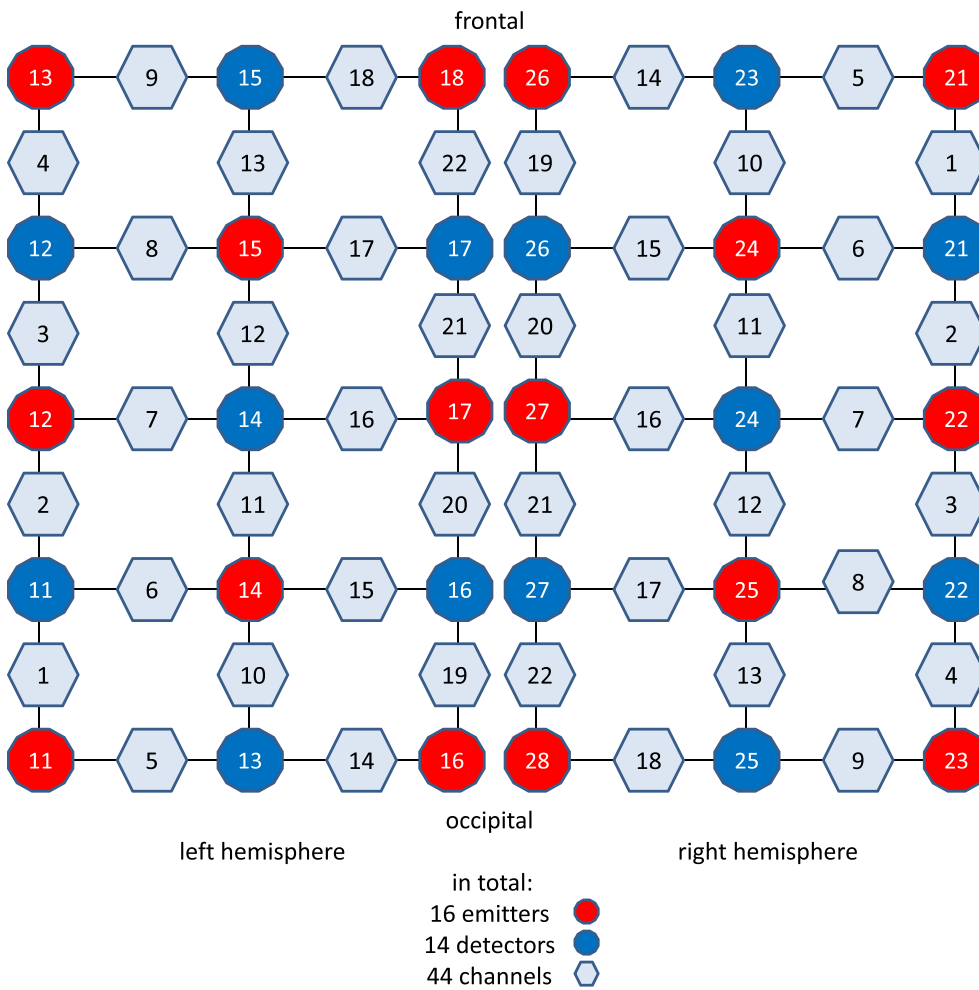 frontal
13 9 15 18 18 26 14 23 5 21
4 13 22 19 10 1
12 8 15 17 17 26 15 24 6 21
3 12 21 20 11 2
12 7 14 16 17 27 16 24 7 22
2 11 20 21 12 3
11 6 14 15 16 27 17 25 8 22
1 10 19 22 13 4
11 5 13 14 16 28 18 25 9 23
occipital
left hemisphere right hemisphere
in total:
16 emitters
14 detectors
44 channels